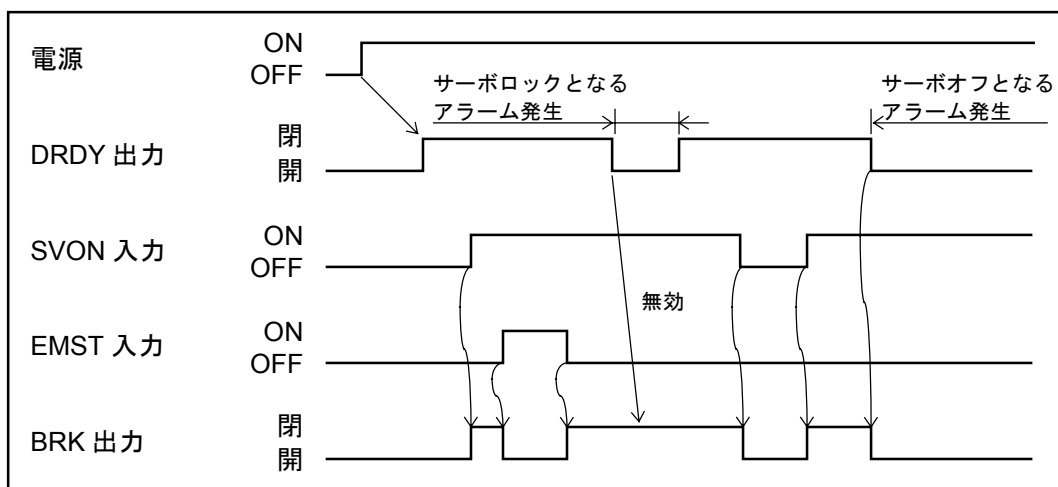 電源
ON
OFF
サーボロックとなる
アラーム発生
サーボオフとなる
アラーム発生
DRDY 出力
閉
開
SVON 入力
ON
OFF
無効
EMST 入力
ON
OFF
BRK 出力
閉
開